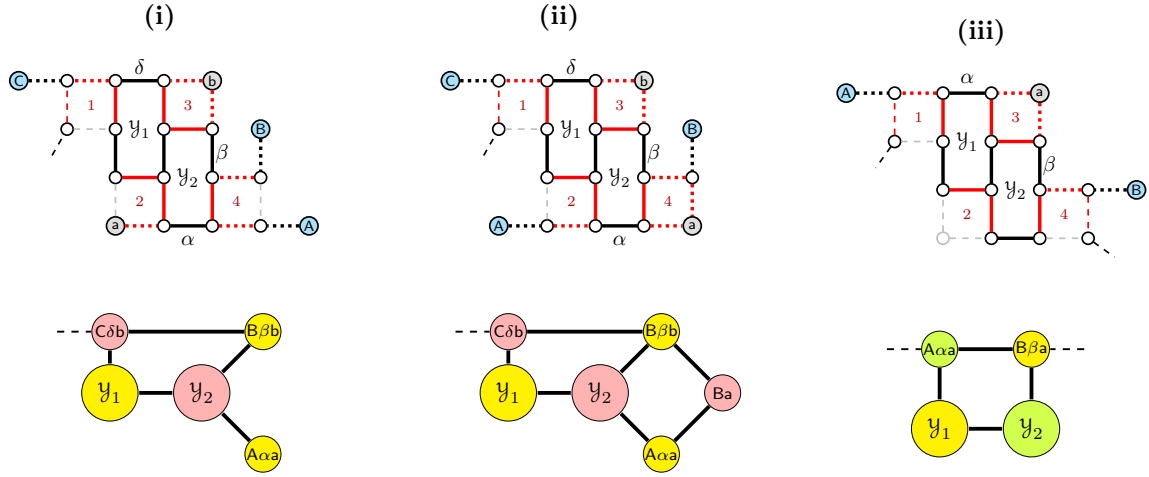 (i) (ii) (iii)
C δ b C δ b α
A a
1 3 1 3 1 3
𝒴₁ B 𝒴₁ B 𝒴₁
β β β
𝒴₂ 𝒴₂ 𝒴₂ B
2 4 2 4 2 4
a α A A α a
Cδb Bβb Cδb Bβb Aαa Bβa
𝒴₁ 𝒴₂ 𝒴₁ 𝒴₂ Ba 𝒴₁ 𝒴₂
Aαa Aαa